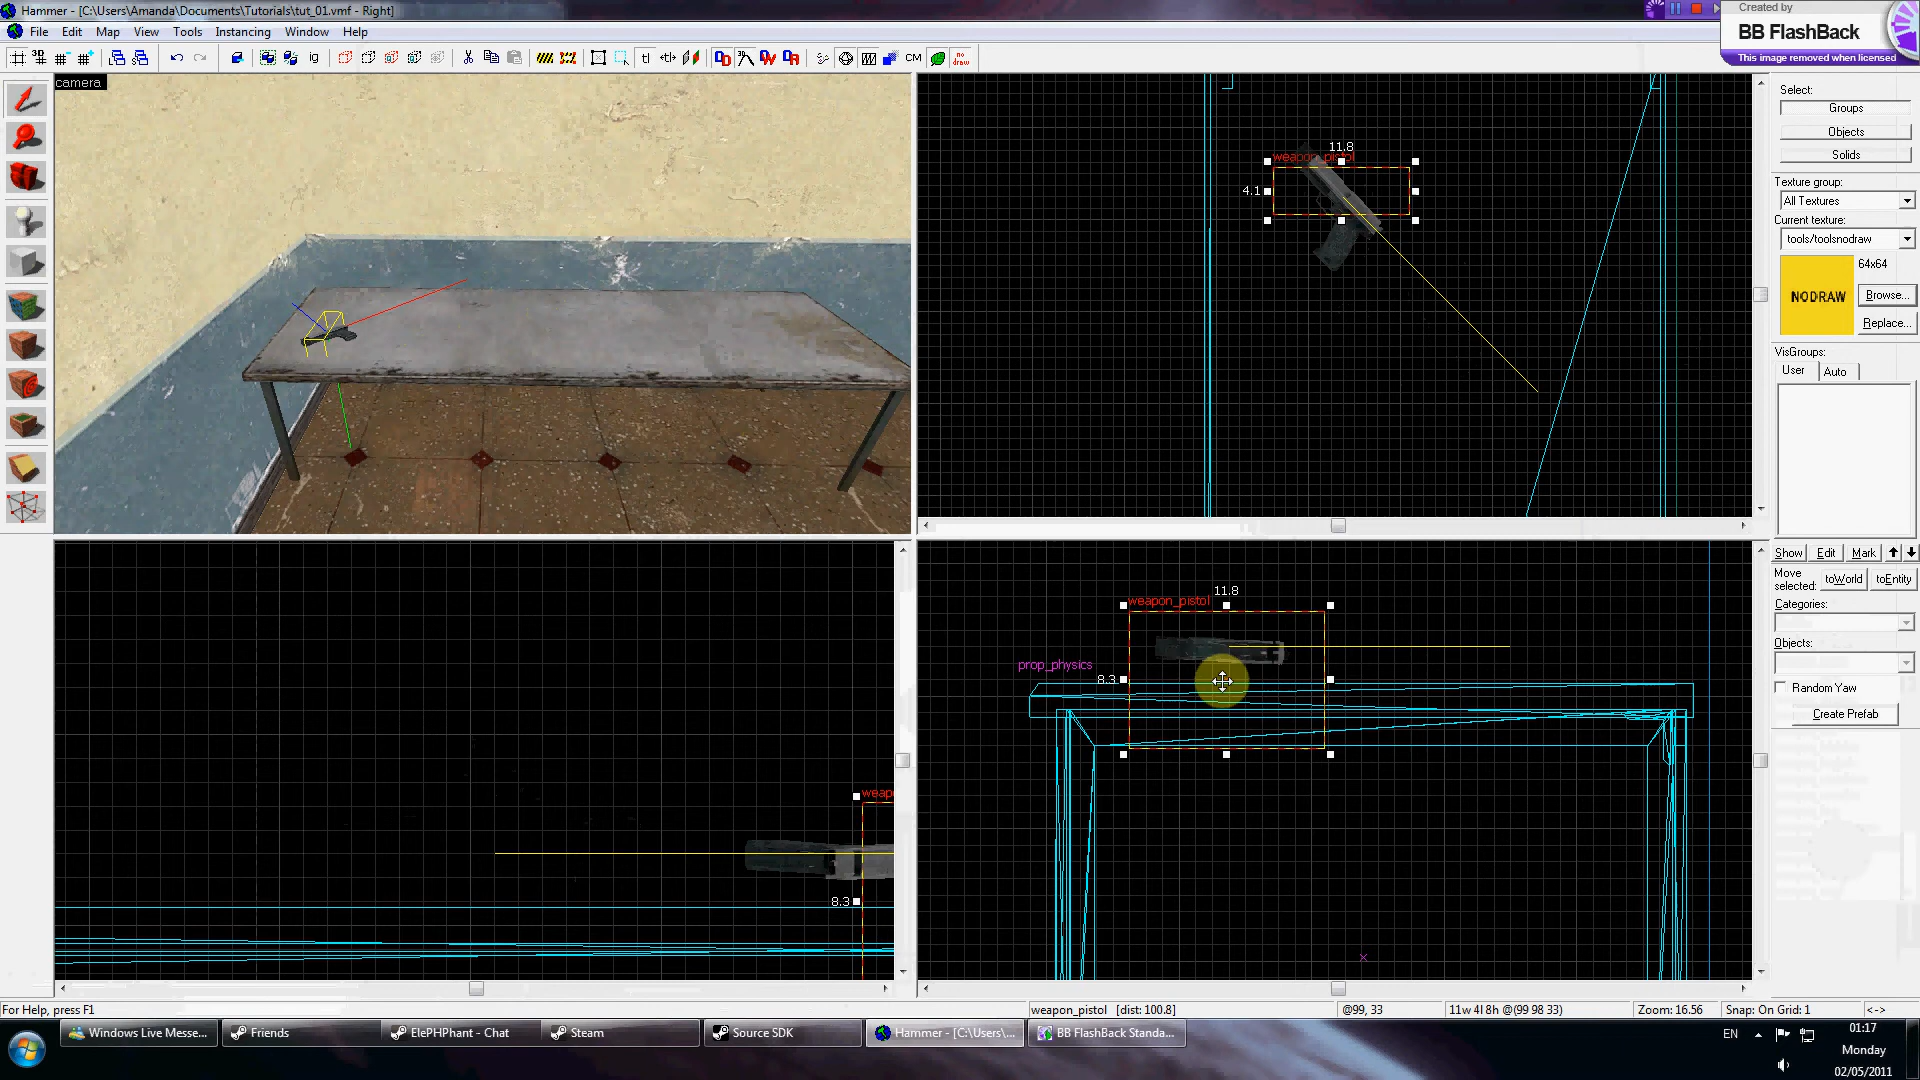 Hammer - [C:\Users\Amanda\Documents\Tutorials\tut_01.vmf - Right]
Created by
BB FlashBack
This image removed when licensed
File Edit Map View Tools Instancing Window Help
3D
ig
tl
CM
no draw
camera
Select:
Groups
Objects
Solids
Texture group:
All Textures
Current texture:
tools/toolsnodraw
64x64
NODRAW
Browse...
Replace...
VisGroups:
User Auto
Show Edit Mark
Move selected:
toWorld toEntity
Categories:
Objects:
Random Yaw
Create Prefab
11.8
weapon_pistol
4.1
11.8
weapon_pistol
prop_physics
8.3
weap
8.3
For Help, press F1
weapon_pistol [dist: 100.8]
@99, 33
11w 4l 8h @(99 98 33)
Zoom: 16.56
Snap: On Grid: 1
<->
Windows Live Messe...
Friends
ElePHPhant - Chat
Steam
Source SDK
Hammer - [C:\Users\...
BB FlashBack Standa...
EN
01:17
Monday
02/05/2011